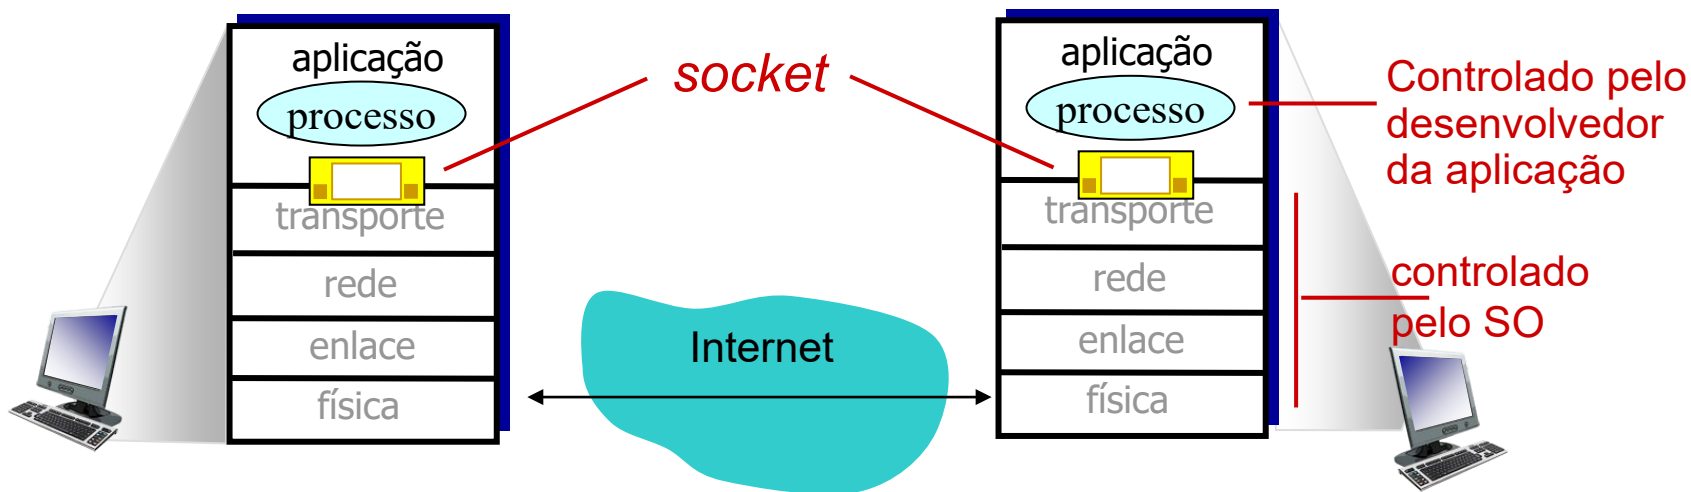 aplicação
processo
transporte
rede
enlace
física
socket
Internet
aplicação
processo
transporte
rede
enlace
física
Controlado pelo
desenvolvedor
da aplicação
controlado
pelo SO